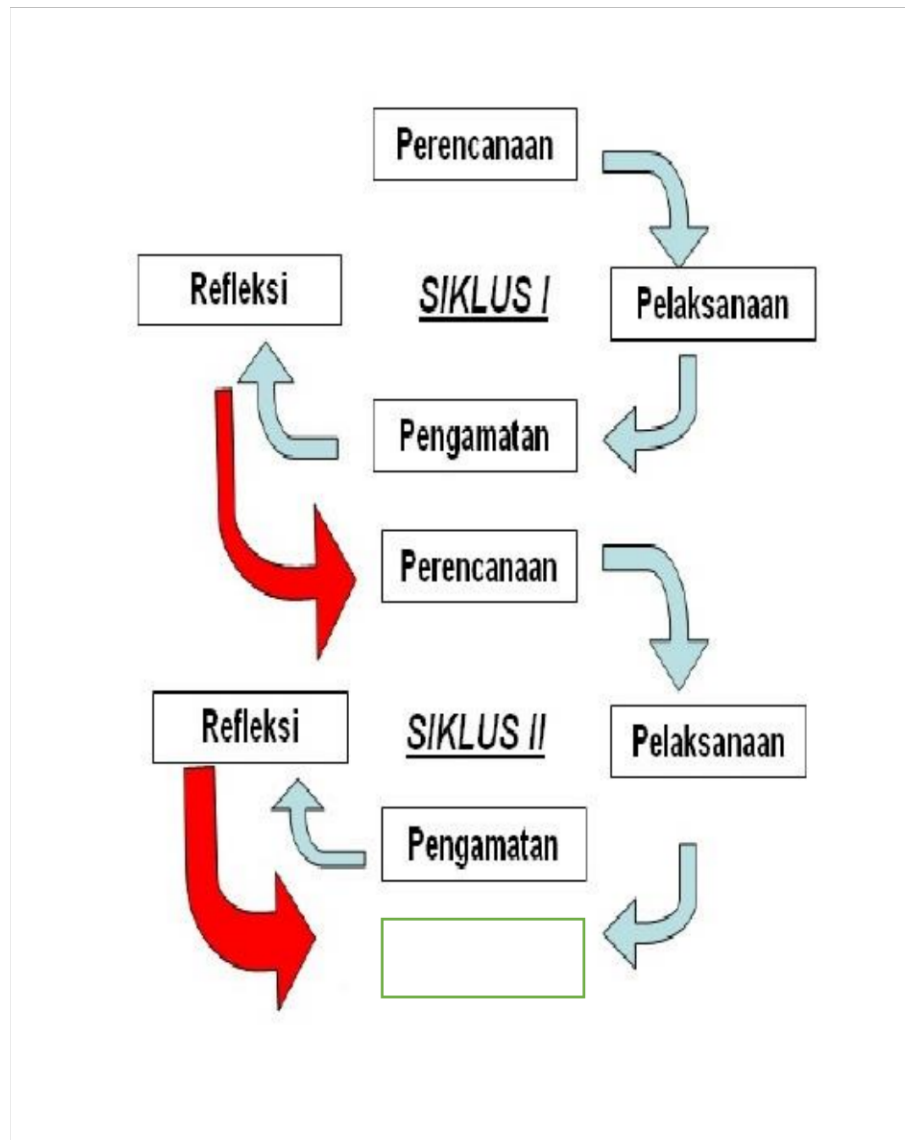 Perencanaan
Refleksi
SIKLUS I
Pelaksanaan
Pengamatan
Perencanaan
Refleksi
SIKLUS II
Pelaksanaan
Pengamatan